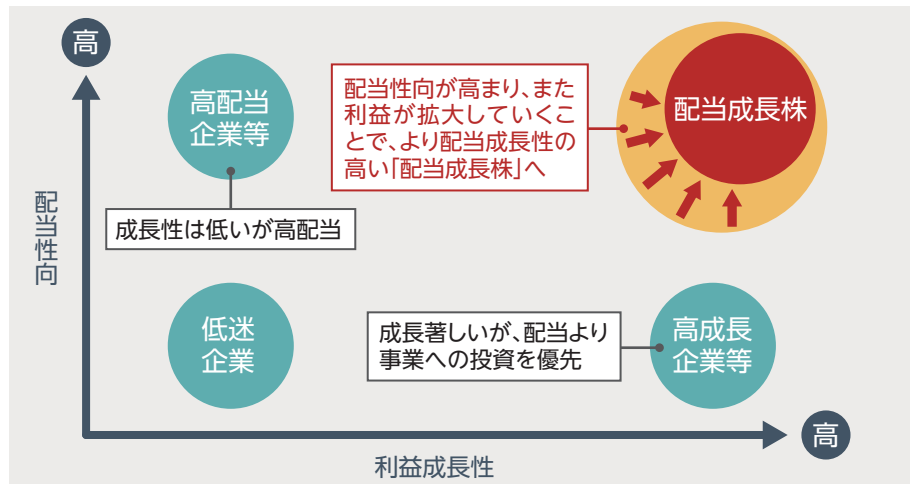 高
高配当
企業等
配当性向が高まり、また
利益が拡大していくこ
とで、より配当成長性の
高い「配当成長株」へ
配当成長株
成長性は低いが高配当
配当性向
低迷
企業
成長著しいが、配当より
事業への投資を優先
高成長
企業等
高
利益成長性